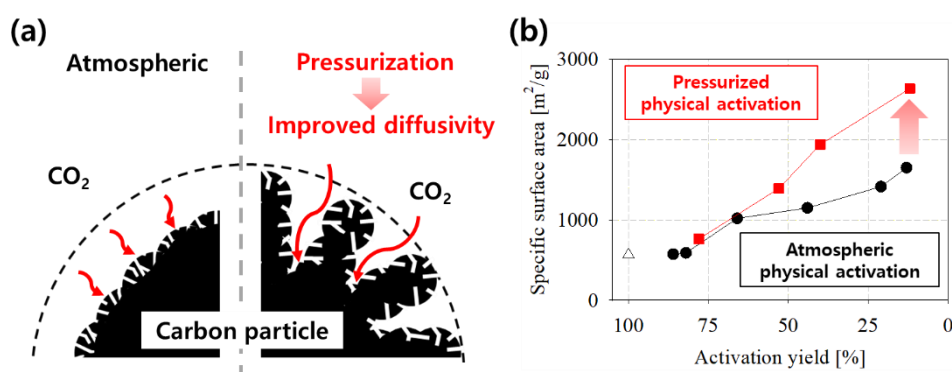 (a)
Atmospheric
Pressurization
Improved diffusivity
CO₂
CO₂
Carbon particle
(b)
Specific surface area [m²/g]
3000
2000
1000
0
Pressurized
physical activation
Atmospheric
physical activation
100
75
50
25
0
Activation yield [%]